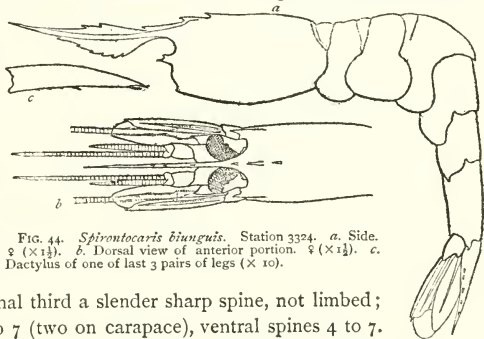 a
c
b
FIG. 44. Spirontocaris biunguis. Station 3324. a. Side.
♀ (×1½). b. Dorsal view of anterior portion. ♀ (×1½). c.
Dactylus of one of last 3 pairs of legs (× 10).
nal third a slender sharp spine, not limbed;
o 7 (two on carapace), ventral spines 4 to 7.